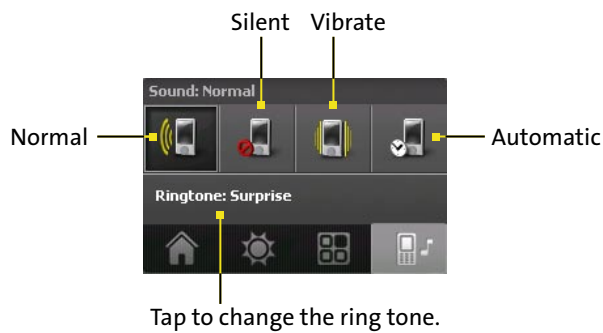 Silent Vibrate
Sound: Normal
Normal Automatic
Ringtone: Surprise
Tap to change the ring tone.